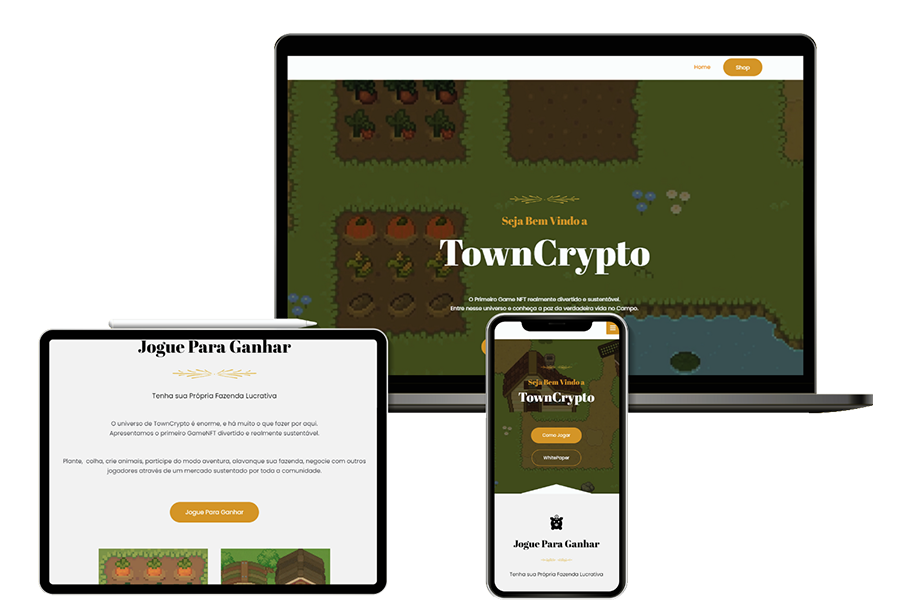 Home
Shop
Seja Bem Vindo a
TownCrypto
O Primeiro Game NFT realmente divertido e sustentável.
Entre nesse universo e conheça a paz da verdadeira vida no Campo.
Jogue Para Ganhar
Tenha sua Própria Fazenda Lucrativa
O universo de TownCrypto é enorme, e há muito o que fazer por aqui.
Apresentamos o primeiro GameNFT divertido e realmente sustentável.
Plante, colha, crie animais, participe do modo aventura, alavanque sua fazenda, negocie com outros
jogadores através de um mercado sustentado por toda a comunidade.
Jogue Para Ganhar
Seja Bem Vindo a
TownCrypto
Como Jogar
WhitePaper
Jogue Para Ganhar
Tenha sua Própria Fazenda Lucrativa